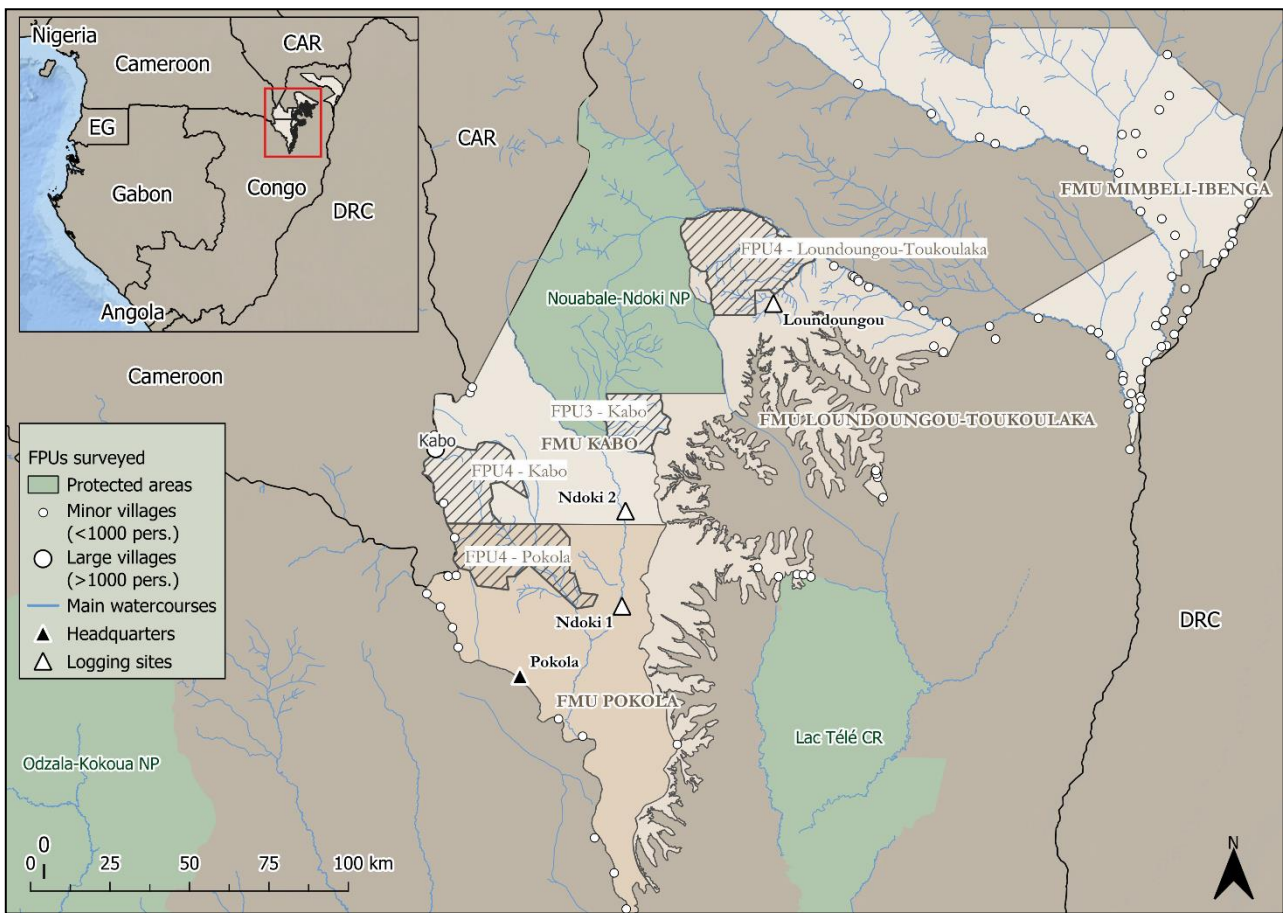 Nigeria
Cameroon
CAR
EG
Gabon
Congo
DRC
Angola
CAR
FMU MIMBELI-IBENGA
FPU4 - Loundoungou-Toukoulaka
Nouabale-Ndoki NP
Loundoungou
Cameroon
FPU3 - Kabo
FMU LOUNDOUNGOU-TOUKOULAKA
Kabo
FMU KABO
FPU4 - Kabo
Ndoki 2
FPU4 - Pokola
Ndoki 1
DRC
Pokola
FMU POKOLA
Lac Télé CR
Odzala-Kokoua NP
FPUs surveyed
Protected areas
Minor villages
(<1000 pers.)
Large villages
(>1000 pers.)
Main watercourses
Headquarters
Logging sites
0
0 25 50 75 100 km
N